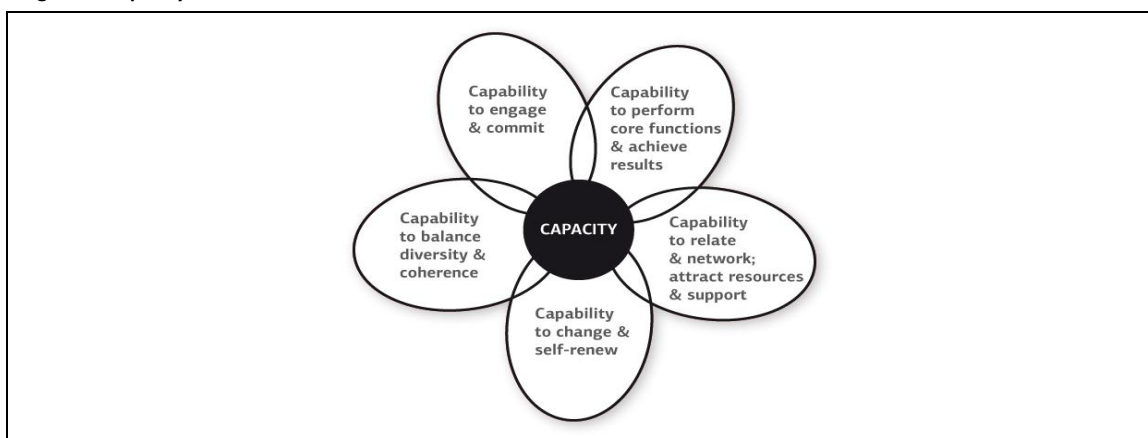 Capability
to engage
& commit
Capability
to perform
core functions
& achieve
results
Capability
to balance
diversity &
coherence
CAPACITY
Capability
to relate
& network;
attract resources
& support
Capability
to change &
self-renew